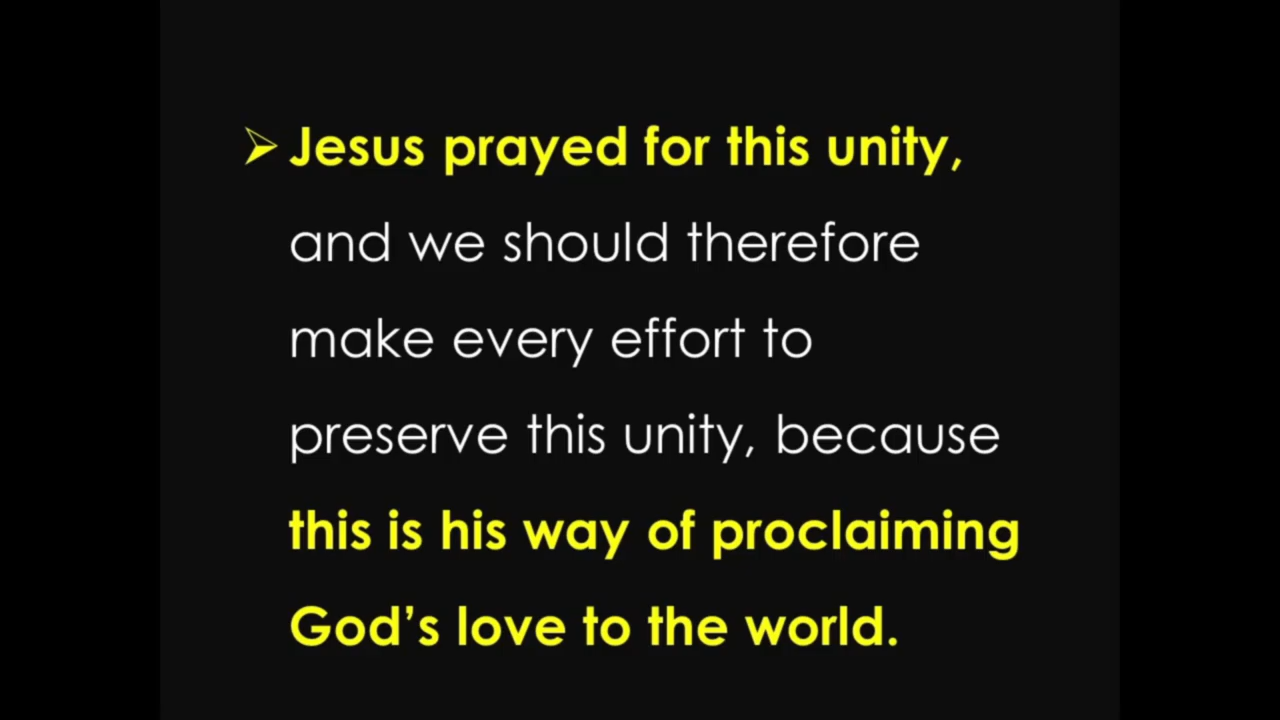 ➢ Jesus prayed for this unity,
and we should therefore
make every effort to
preserve this unity, because
this is his way of proclaiming
God’s love to the world.